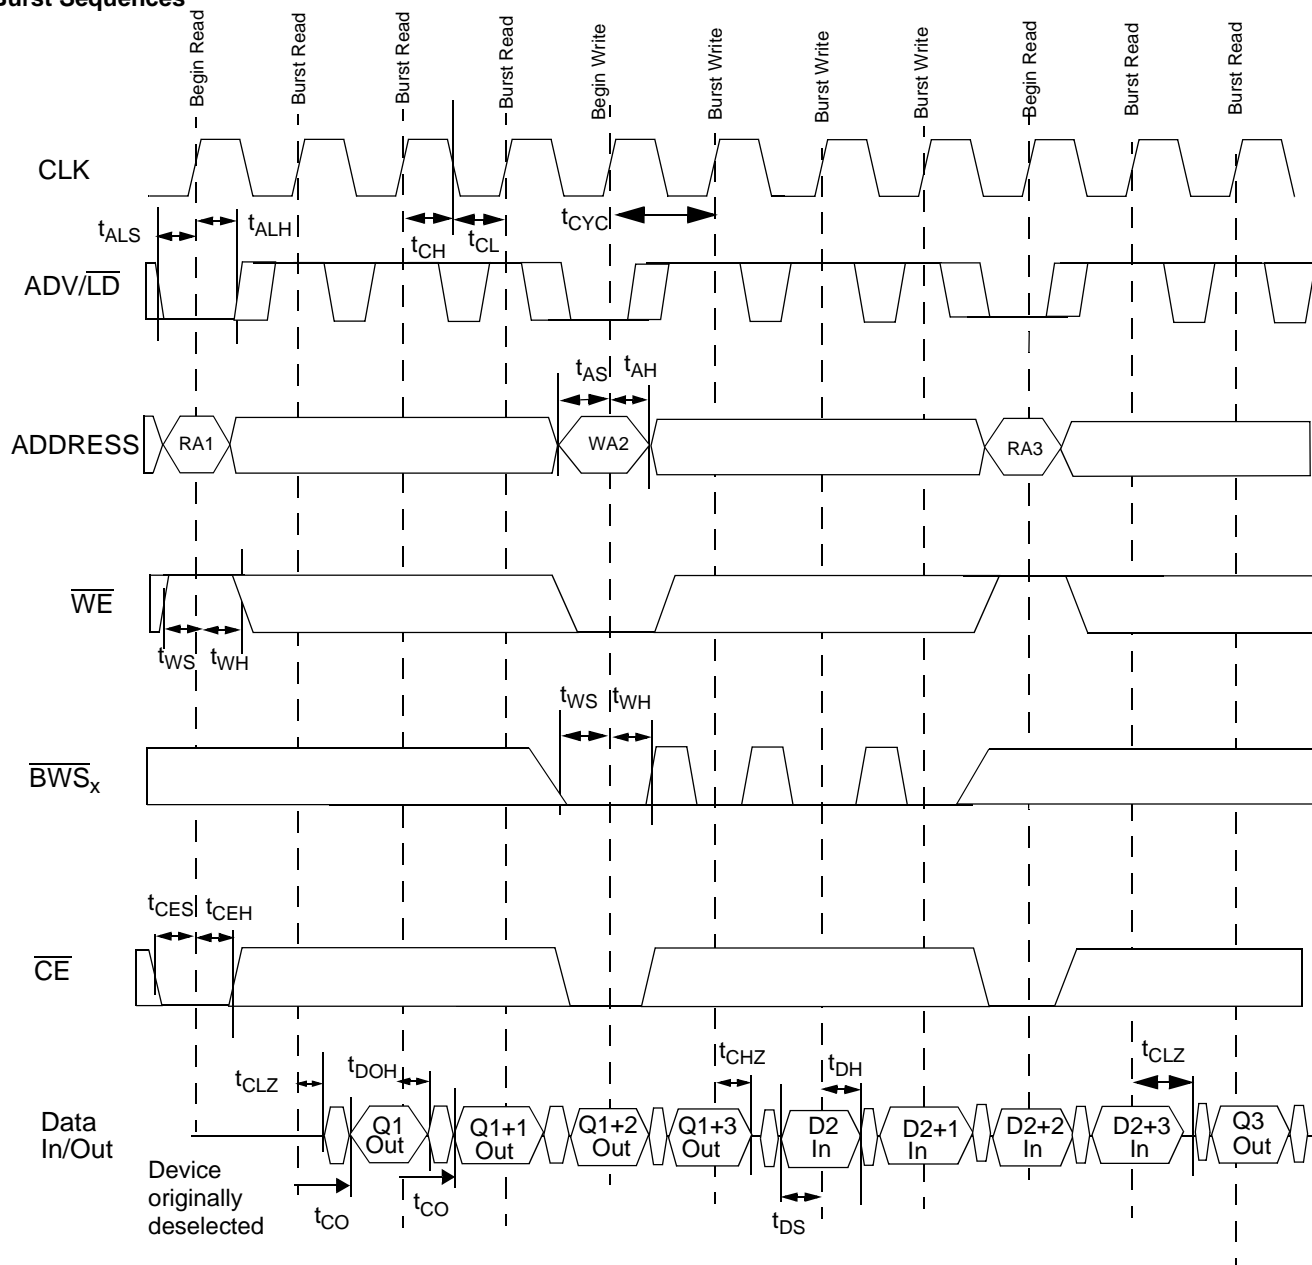 Burst Sequences
Begin Read
Burst Read
Burst Read
Burst Read
Begin Write
Burst Write
Burst Write
Burst Write
Begin Read
Burst Read
Burst Read
CLK
tALS
tALH
tCH
tCL
tCYC
ADV/LD
tAS
tAH
ADDRESS
RA1
WA2
RA3
WE
tWS
tWH
tWS
tWH
BWSx
tCES
tCEH
CE
tCLZ
tDOH
tCHZ
tDH
tCLZ
Data
In/Out
Q1
Out
Q1+1
Out
Q1+2
Out
Q1+3
Out
D2
In
D2+1
In
D2+2
In
D2+3
In
Q3
Out
Device
originally
deselected
tCO
tCO
tDS